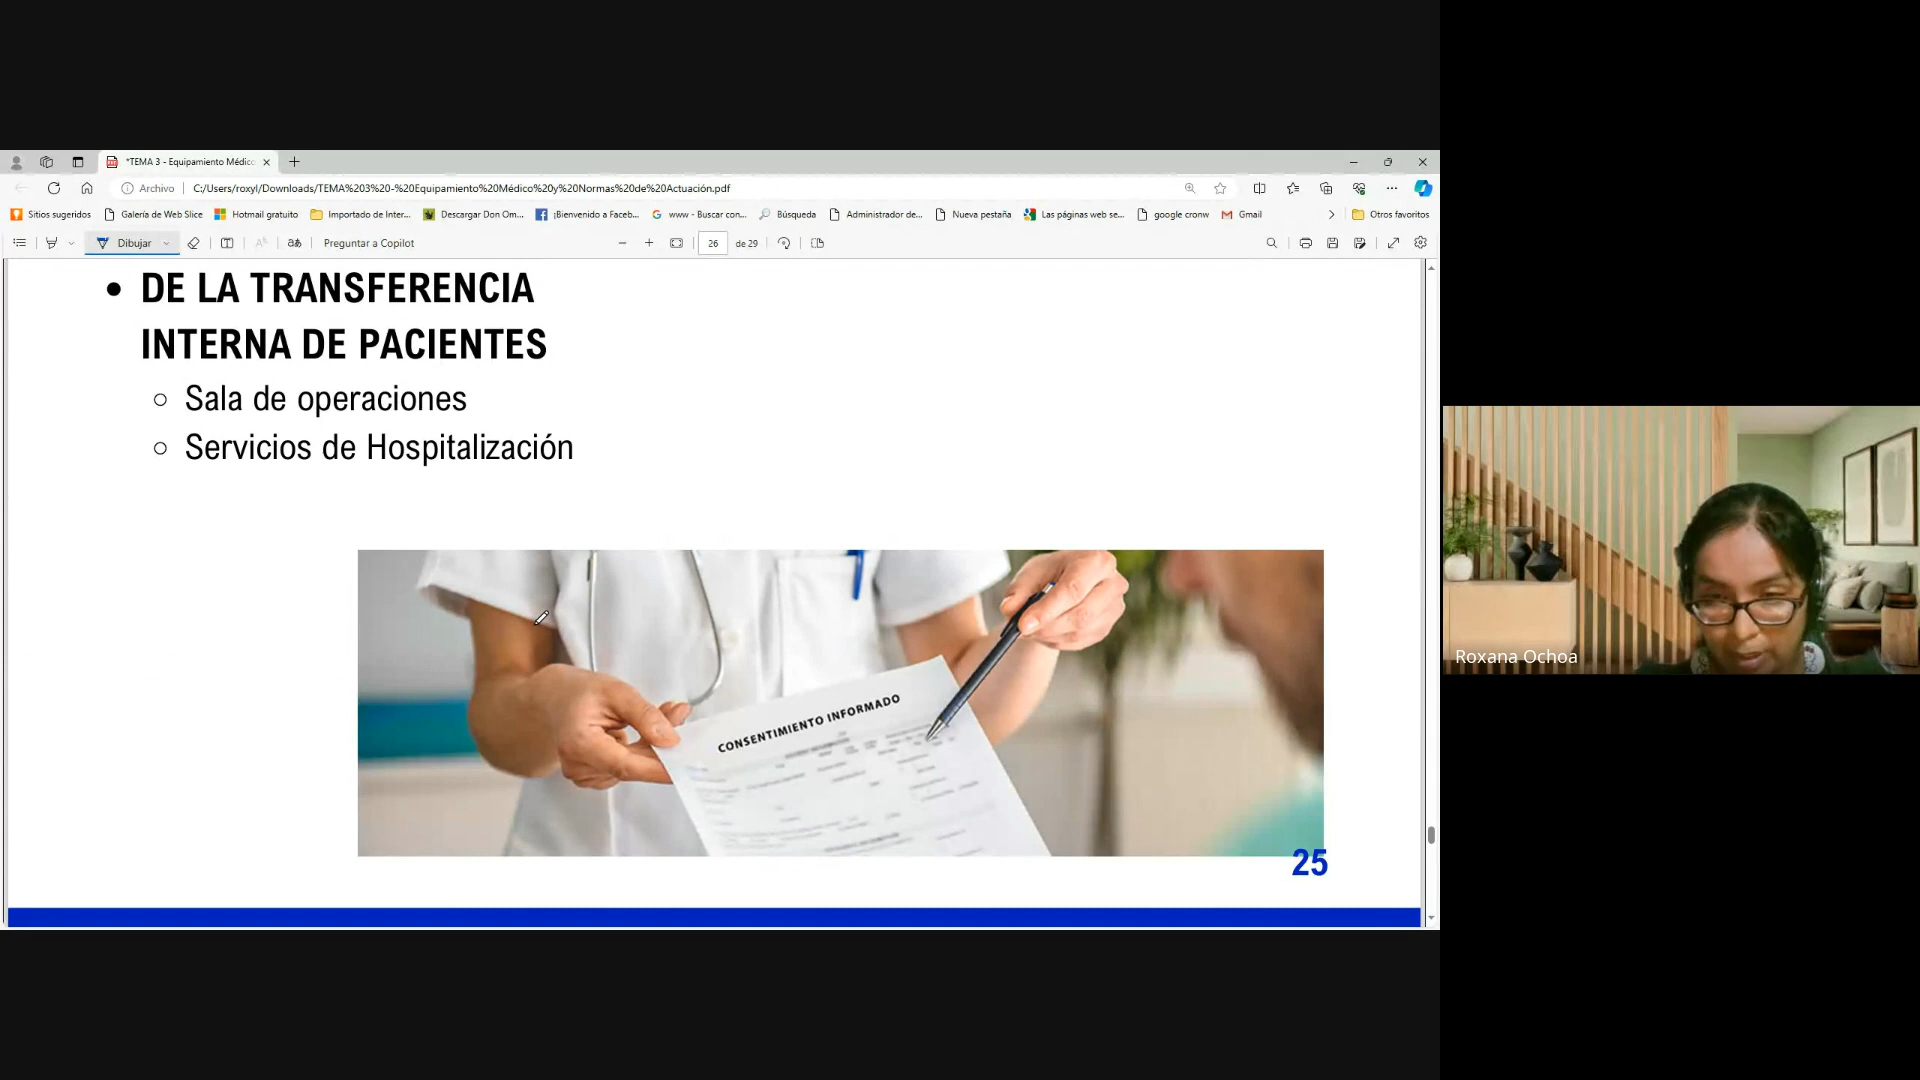 *TEMA 3 - Equipamiento Médico
Archivo
C:/Users/roxyl/Downloads/TEMA%203%20-%20Equipamiento%20Médico%20y%20Normas%20de%20Actuación.pdf
Sitios sugeridos
Galería de Web Slice
Hotmail gratuito
Importado de Inter...
Descargar Don Om...
¡Bienvenido a Faceb...
www - Buscar con...
Búsqueda
Administrador de...
Nueva pestaña
Las páginas web se...
google cronw
Gmail
Otros favoritos
Dibujar
Preguntar a Copilot
26
de 29
• DE LA TRANSFERENCIA
INTERNA DE PACIENTES
○ Sala de operaciones
○ Servicios de Hospitalización
CONSENTIMIENTO INFORMADO
25
Roxana Ochoa